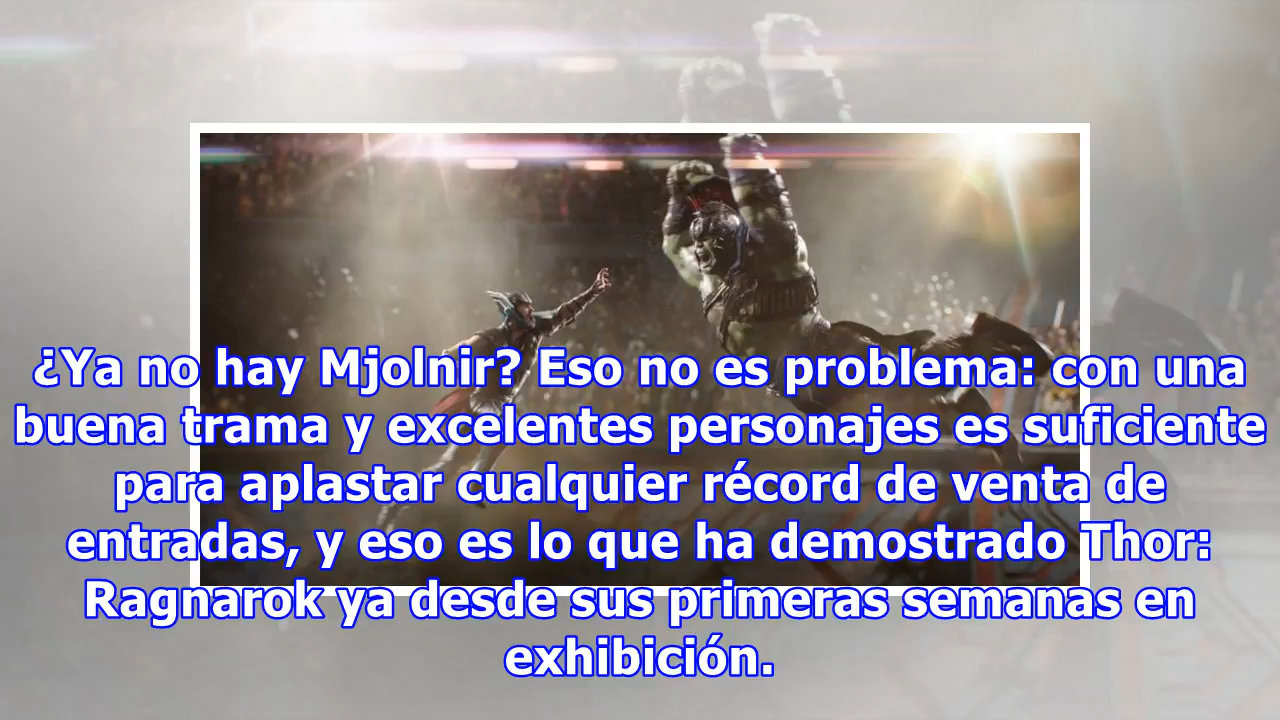 ¿Ya no hay Mjolnir? Eso no es problema: con una
buena trama y excelentes personajes es suficiente
para aplastar cualquier récord de venta de
entradas, y eso es lo que ha demostrado Thor:
Ragnarok ya desde sus primeras semanas en
exhibición.